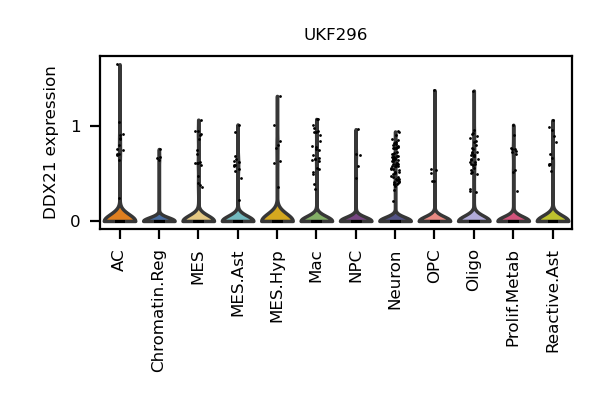 UKF296
DDX21 expression
1
0
AC
Chromatin.Reg
MES
MES.Ast
MES.Hyp
Mac
NPC
Neuron
OPC
Oligo
Prolif.Metab
Reactive.Ast